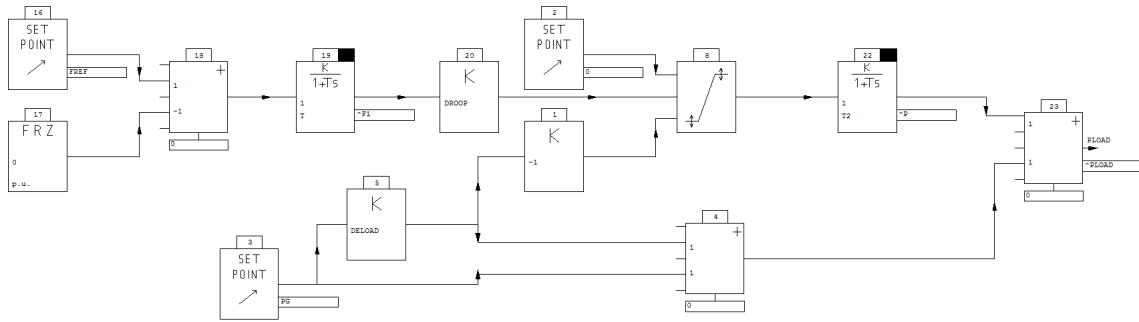 16
SET
POINT
FREF
18
+
1
-1
0
19
K
1+Ts
1
T
^F1
20
K
DROOP
2
SET
POINT
0
8
22
K
1+Ts
1
T2
^P
23
+
1
1
0
PLOAD
^PLOAD
17
FRZ
0
p.u.
1
K
-1
5
K
DELOAD
3
SET
POINT
PG
4
+
1
1
0